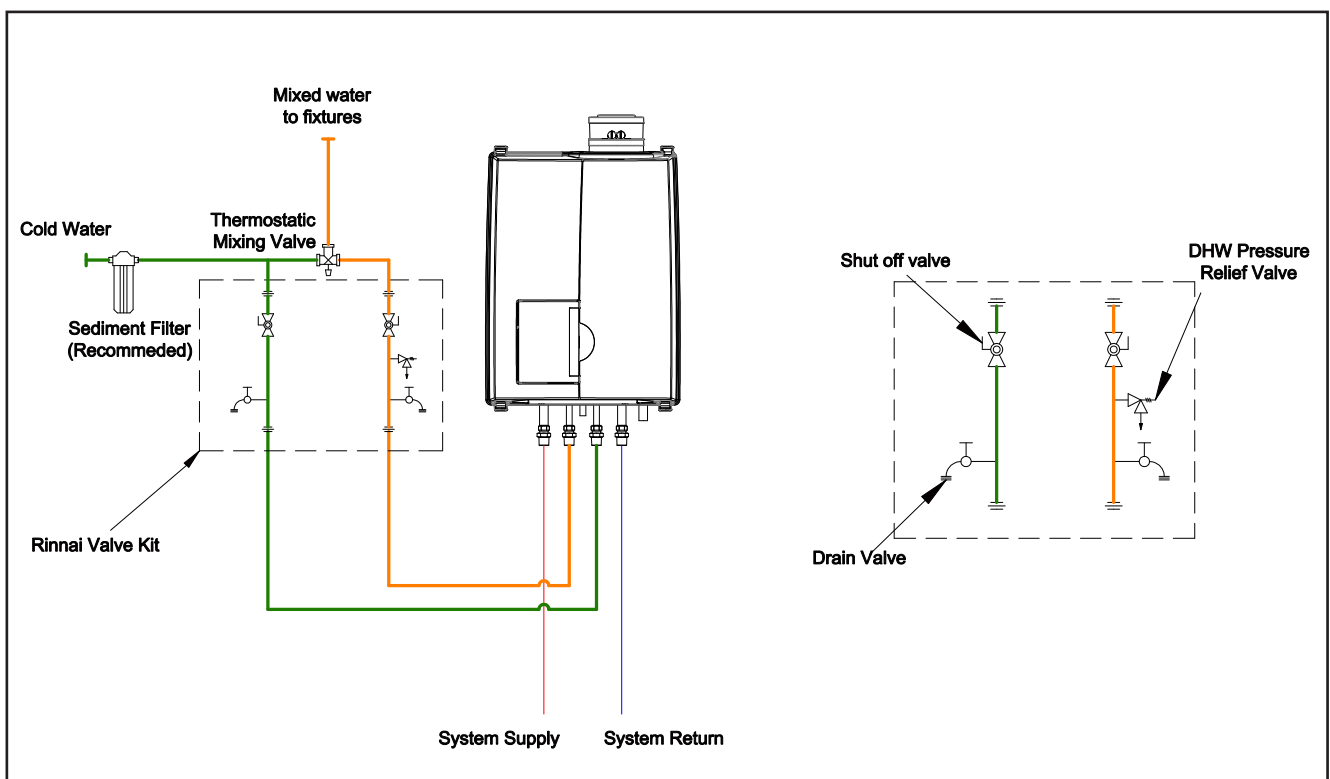 Mixed water
to fixtures
Cold Water
Thermostatic
Mixing Valve
Sediment Filter
(Recommeded)
Rinnai Valve Kit
System Supply
System Return
Shut off valve
DHW Pressure
Relief Valve
Drain Valve